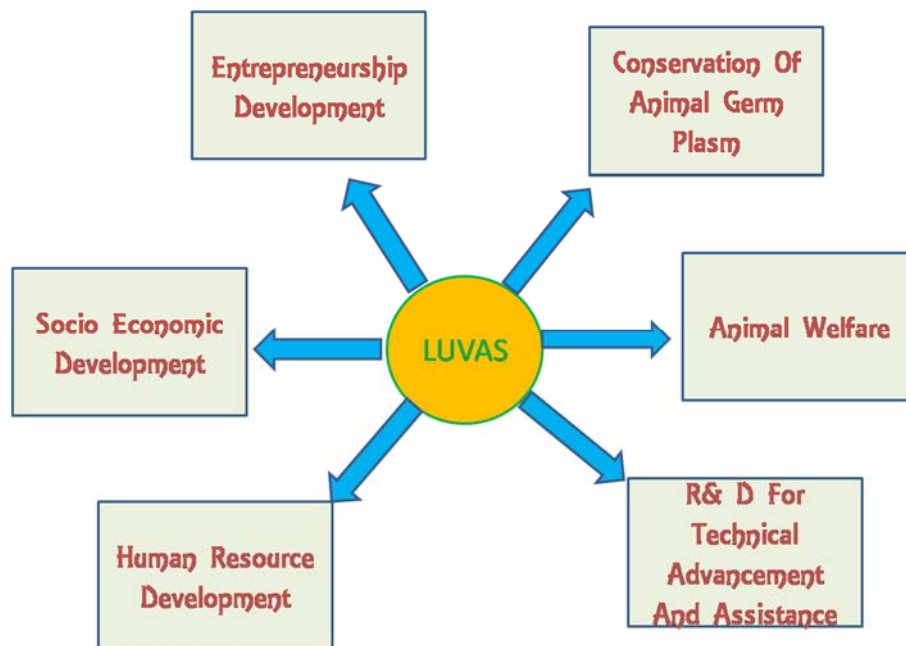 Entrepreneurship
Development
Conservation Of
Animal Germ
Plasm
Socio Economic
Development
LUVAS
Animal Welfare
Human Resource
Development
R& D For
Technical
Advancement
And Assistance